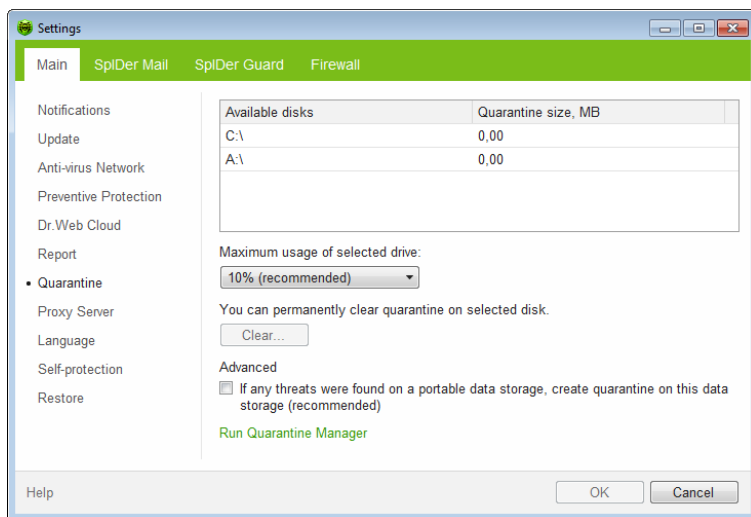 Settings
Main SpIDer Mail SpIDer Guard Firewall
Notifications
Update
Anti-virus Network
Preventive Protection
Dr.Web Cloud
Report
Quarantine
Proxy Server
Language
Self-protection
Restore
Available disks Quarantine size, MB
C:\ 0,00
A:\ 0,00
Maximum usage of selected drive:
10% (recommended)
You can permanently clear quarantine on selected disk.
Clear...
Advanced
If any threats were found on a portable data storage, create quarantine on this data
storage (recommended)
Run Quarantine Manager
Help OK Cancel